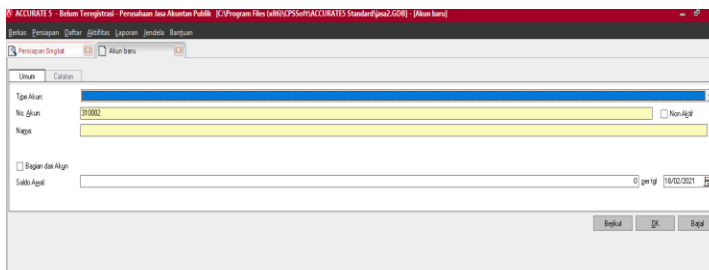 ACCURATE 5 - Belum Teregistrasi - Perusahaan Jasa Akuntan Publik [C:\Program Files (x86)\CPSSoft\ACCURATE5 Standard\jasa2.GDB] - [Akun baru]
Berkas Persiapan Daftar Aktifitas Laporan Jendela Bantuan
Persiapan Singkat Akun baru
Umum Catatan
Tipe Akun:
No. Akun: 310002 Non Aktif
Nama:
Bagian dari Akun
Saldo Awal: 0 per tgl 18/02/2021
Berikut OK Batal